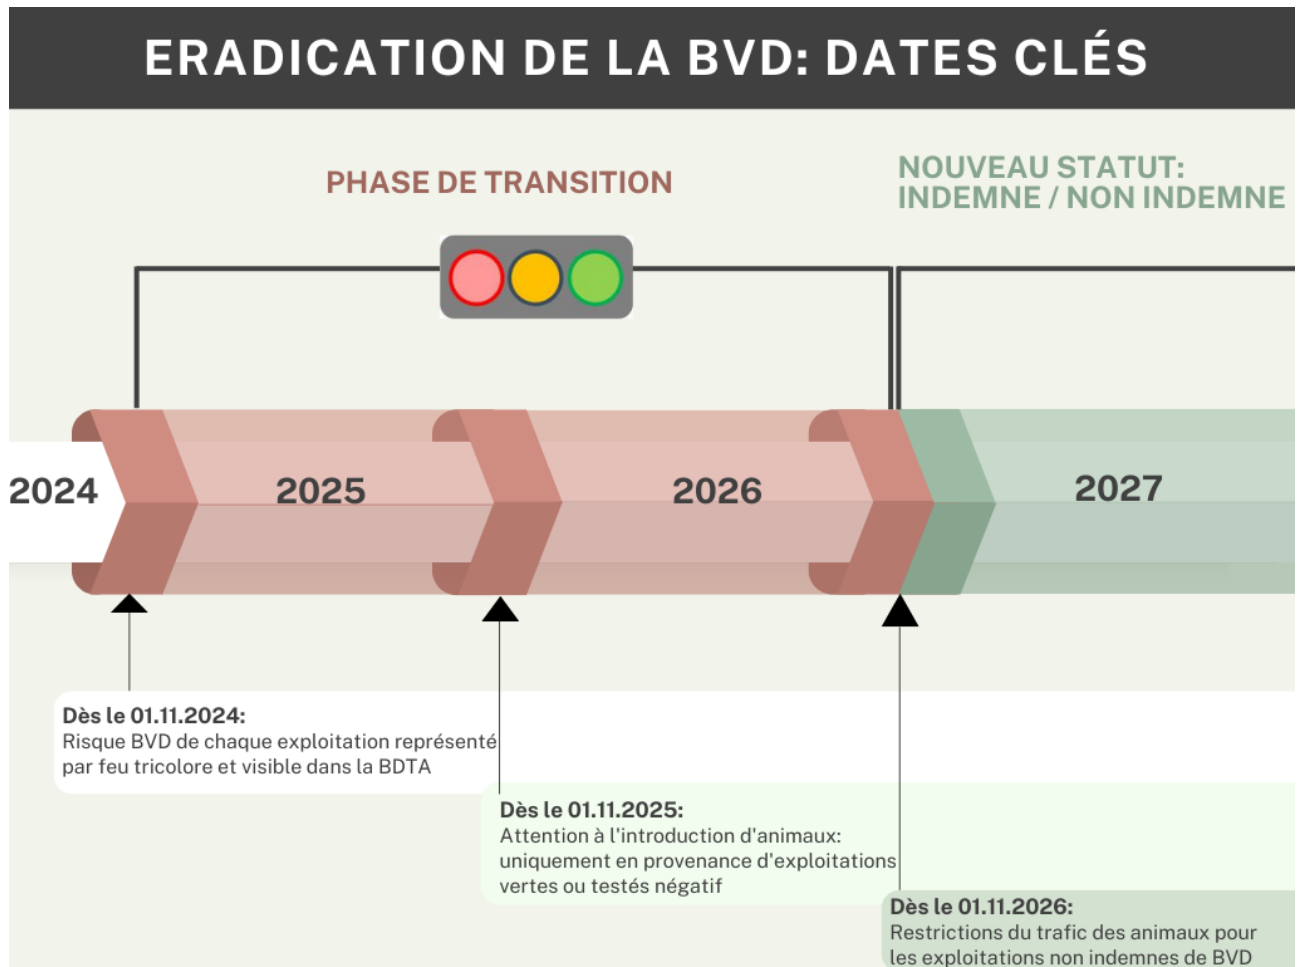 ERADICATION DE LA BVD: DATES CLÉS
PHASE DE TRANSITION
NOUVEAU STATUT:
INDEMNE / NON INDEMNE
2024
2025
2026
2027
Dès le 01.11.2024:
Risque BVD de chaque exploitation représenté
par feu tricolore et visible dans la BDTA
Dès le 01.11.2025:
Attention à l'introduction d'animaux:
uniquement en provenance d'exploitations
vertes ou testés négatif
Dès le 01.11.2026:
Restrictions du trafic des animaux pour
les exploitations non indemnes de BVD